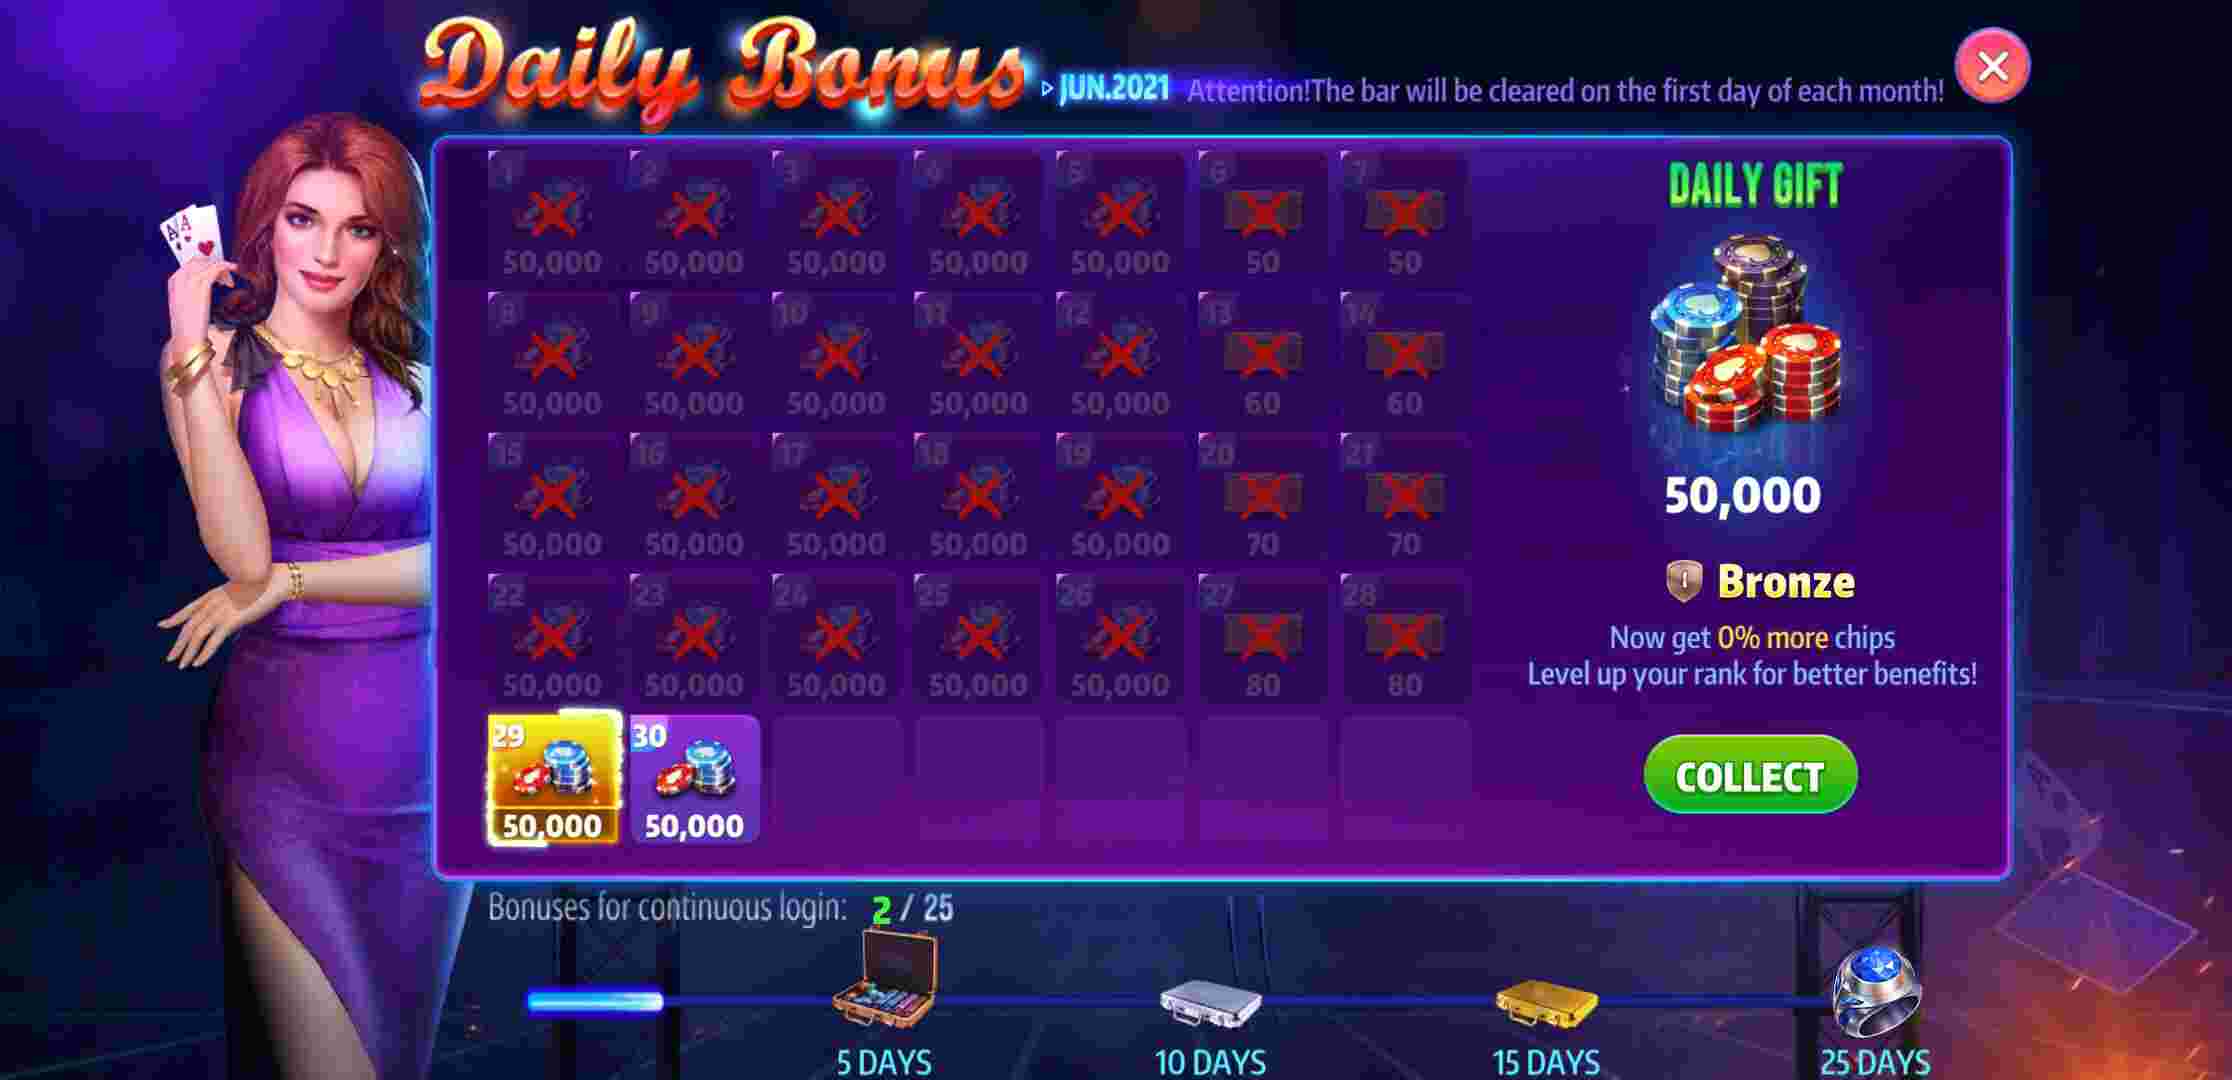 Daily Bonus
JUN.2021
Attention!The bar will be cleared on the first day of each month!
1 2 3 4 5 6 7
50,000 50,000 50,000 50,000 50,000 50 50
8 9 10 11 12 13 14
50,000 50,000 50,000 50,000 50,000 60 60
15 16 17 18 19 20 21
50,000 50,000 50,000 50,000 50,000 70 70
22 23 24 25 26 27 28
50,000 50,000 50,000 50,000 50,000 80 80
29 30
50,000 50,000
DAILY GIFT
50,000
Bronze
Now get 0% more chips
Level up your rank for better benefits!
COLLECT
Bonuses for continuous login: 2 / 25
5 DAYS 10 DAYS 15 DAYS 25 DAYS
A A